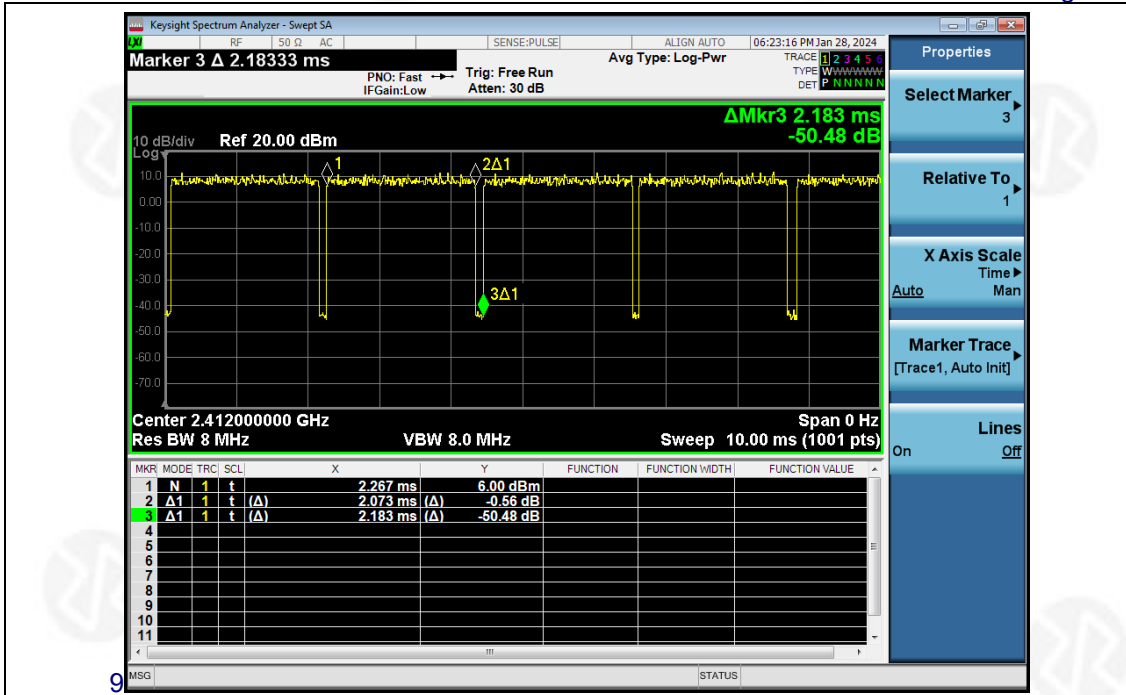 Keysight Spectrum Analyzer - Swept SA
LXI RF 50 Ω AC SENSE:PULSE ALIGN AUTO 06:23:16 PM Jan 28, 2024
Marker 3 Δ 2.18333 ms
PNO: Fast
IFGain:Low
Trig: Free Run
Atten: 30 dB
Avg Type: Log-Pwr
TRACE 1 2 3 4 5 6
TYPE WWWWWW
DET P N N N N N
ΔMkr3 2.183 ms
-50.48 dB
10 dB/div Ref 20.00 dBm
Log
1
2Δ1
3Δ1
10.0
0.00
-10.0
-20.0
-30.0
-40.0
-50.0
-60.0
-70.0
Center 2.412000000 GHz Span 0 Hz
Res BW 8 MHz VBW 8.0 MHz Sweep 10.00 ms (1001 pts)
MKR MODE TRC SCL X Y FUNCTION FUNCTION WIDTH FUNCTION VALUE
1 N 1 t 2.267 ms 6.00 dBm
2 Δ1 1 t (Δ) 2.073 ms (Δ) -0.56 dB
3 Δ1 1 t (Δ) 2.183 ms (Δ) -50.48 dB
4
5
6
7
8
9
10
11
MSG STATUS
Properties
Select Marker
3
Relative To
1
X Axis Scale
Time
Auto Man
Marker Trace
[Trace1, Auto Init]
Lines
On Off
9